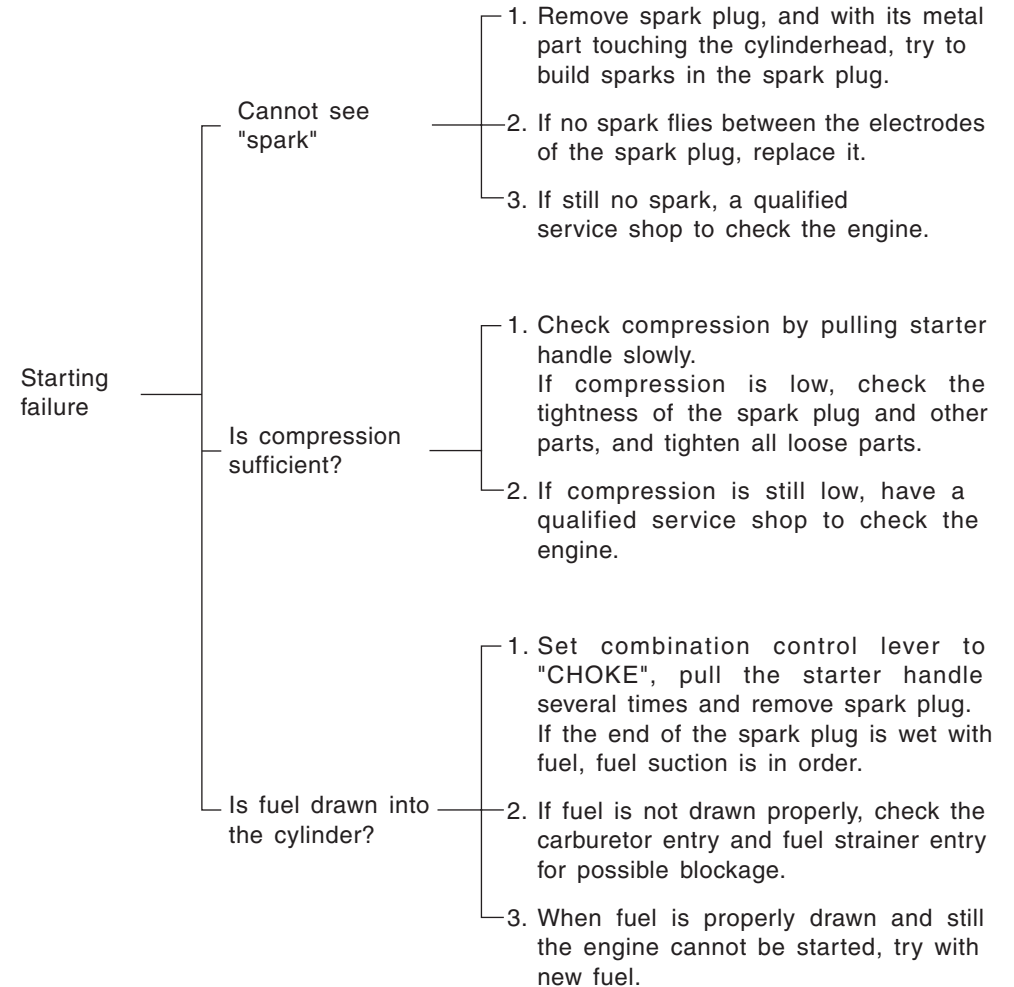 Starting
failure
Cannot see
"spark"
1. Remove spark plug, and with its metal
part touching the cylinderhead, try to
build sparks in the spark plug.
2. If no spark flies between the electrodes
of the spark plug, replace it.
3. If still no spark, a qualified
service shop to check the engine.
Is compression
sufficient?
1. Check compression by pulling starter
handle slowly.
If compression is low, check the
tightness of the spark plug and other
parts, and tighten all loose parts.
2. If compression is still low, have a
qualified service shop to check the
engine.
Is fuel drawn into
the cylinder?
1. Set combination control lever to
"CHOKE", pull the starter handle
several times and remove spark plug.
If the end of the spark plug is wet with
fuel, fuel suction is in order.
2. If fuel is not drawn properly, check the
carburetor entry and fuel strainer entry
for possible blockage.
3. When fuel is properly drawn and still
the engine cannot be started, try with
new fuel.